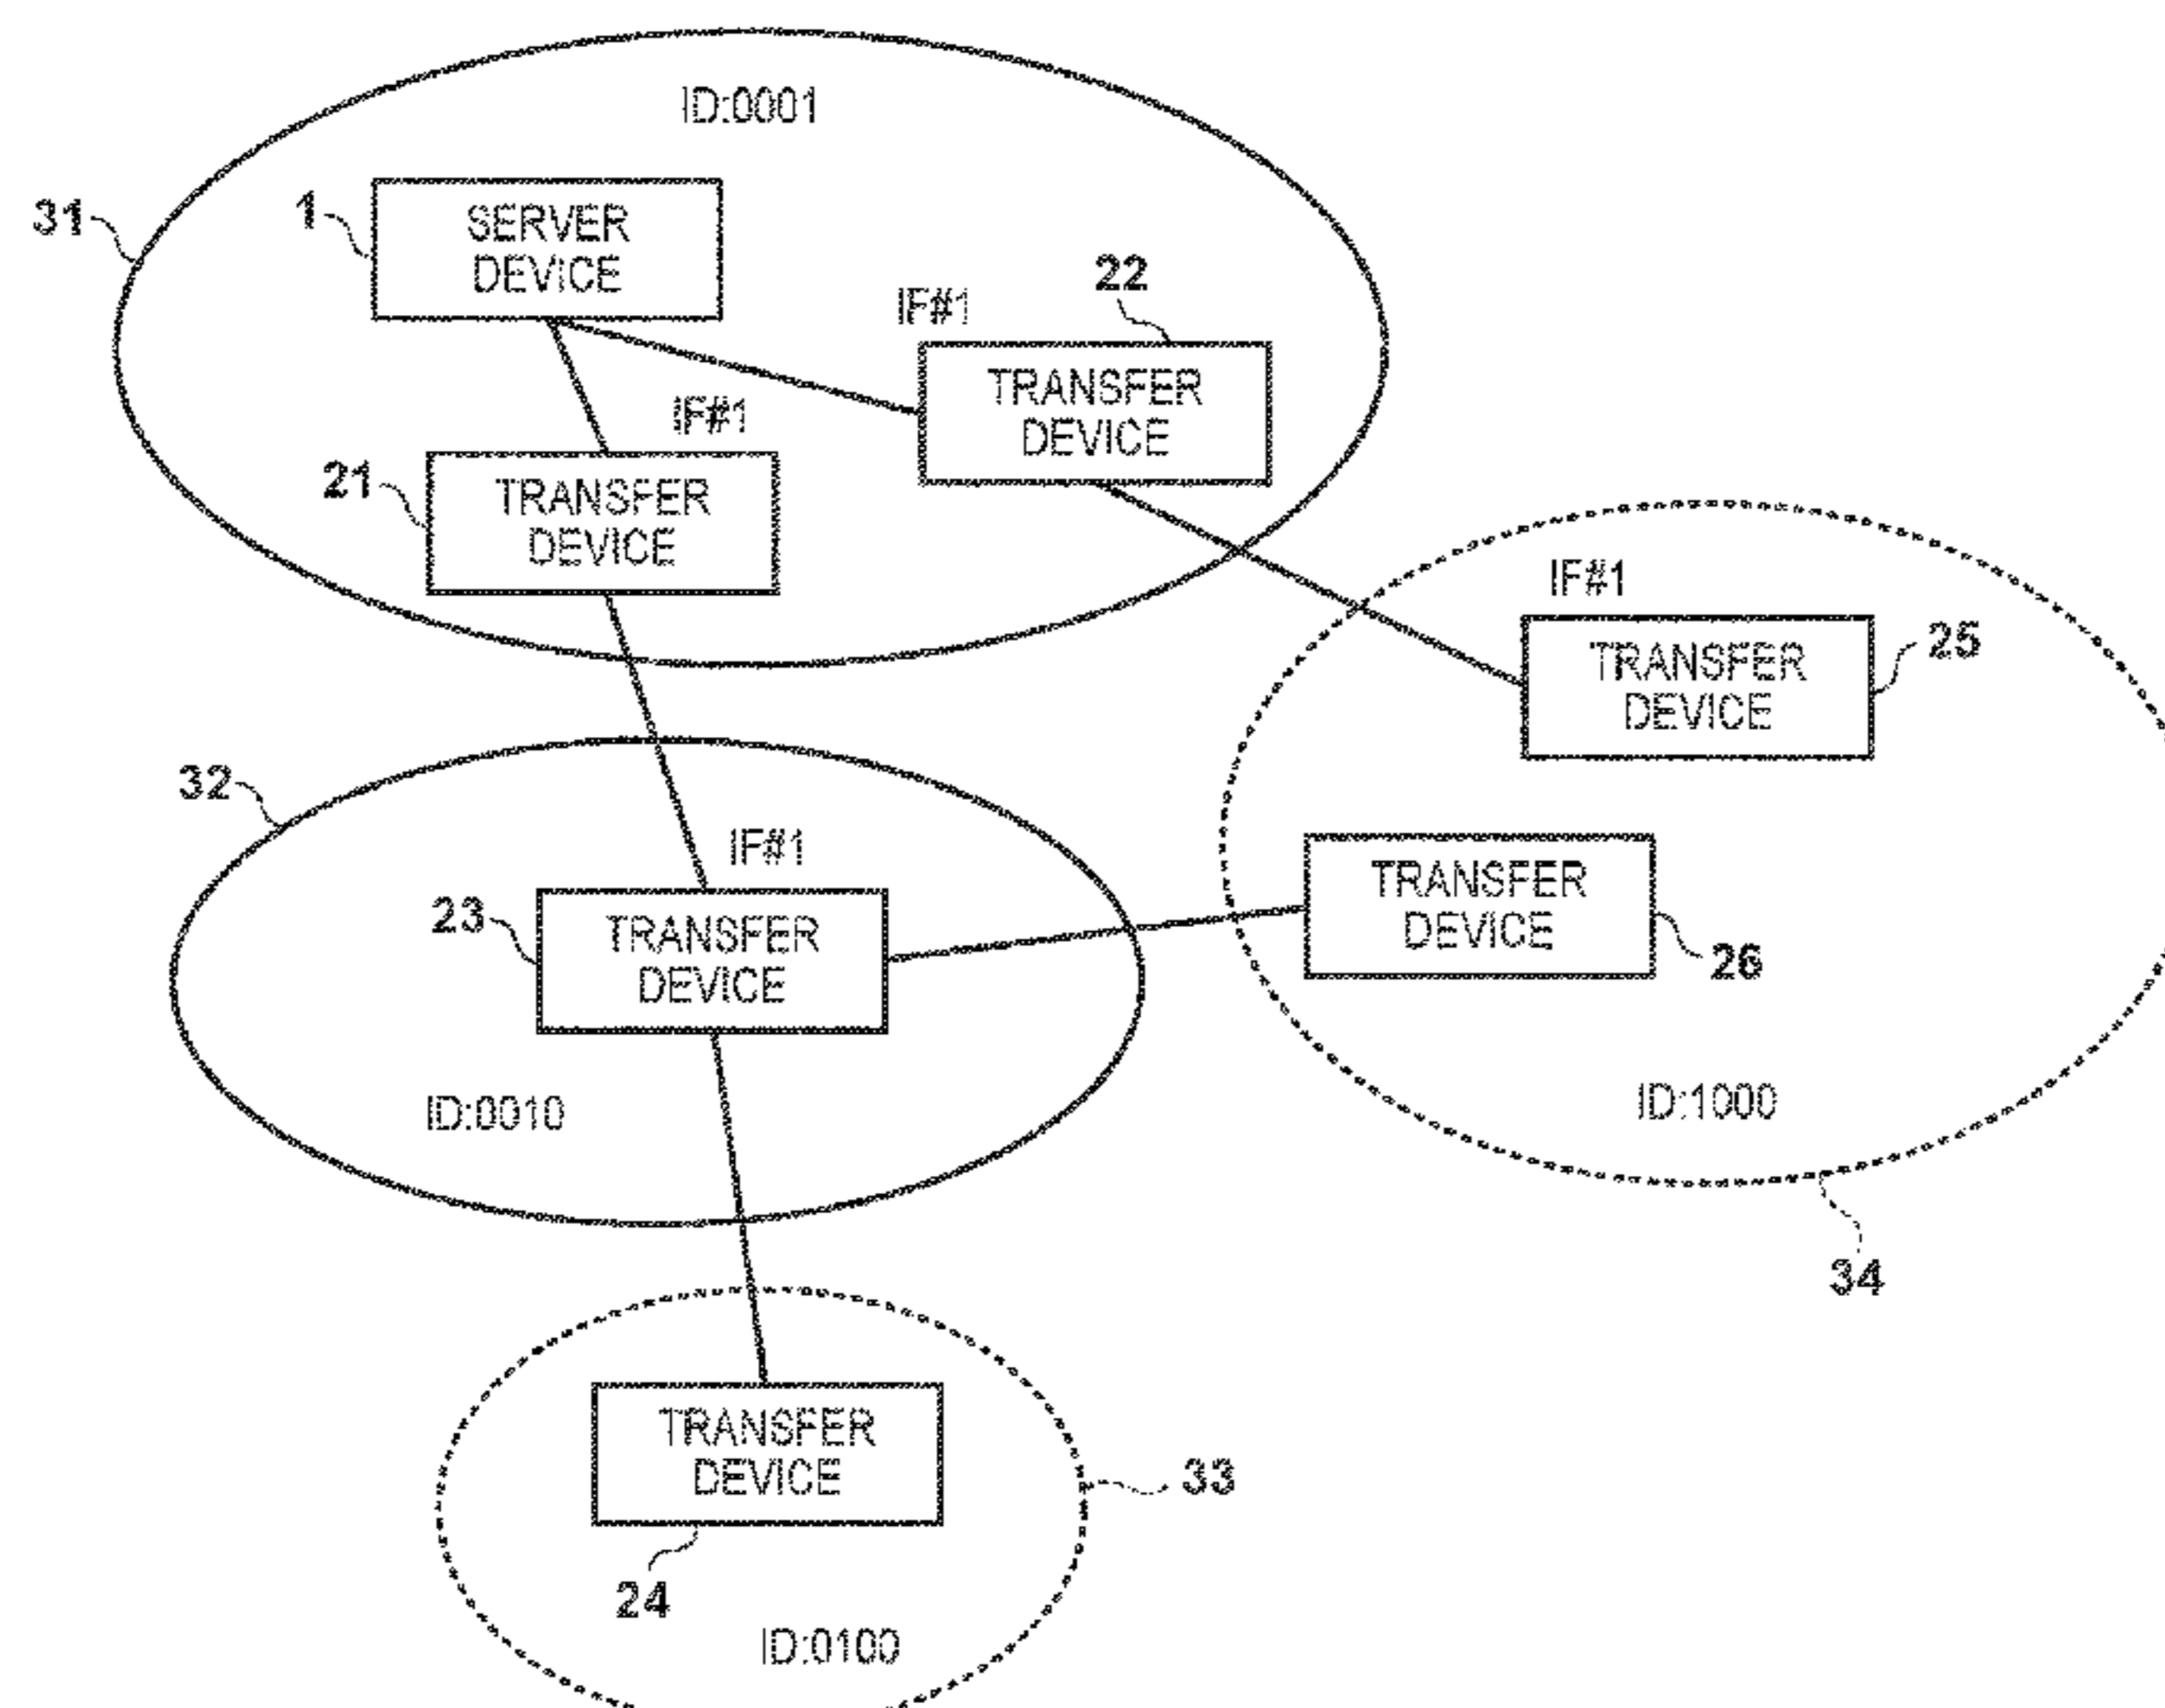 ID:0001
31
1
SERVER
DEVICE
22
IF#1
TRANSFER
DEVICE
IF#1
21
TRANSFER
DEVICE
IF#1
TRANSFER
DEVICE
25
32
IF#1
23
TRANSFER
DEVICE
TRANSFER
DEVICE
26
ID:0010
ID:1000
34
TRANSFER
DEVICE
33
24
ID:0100